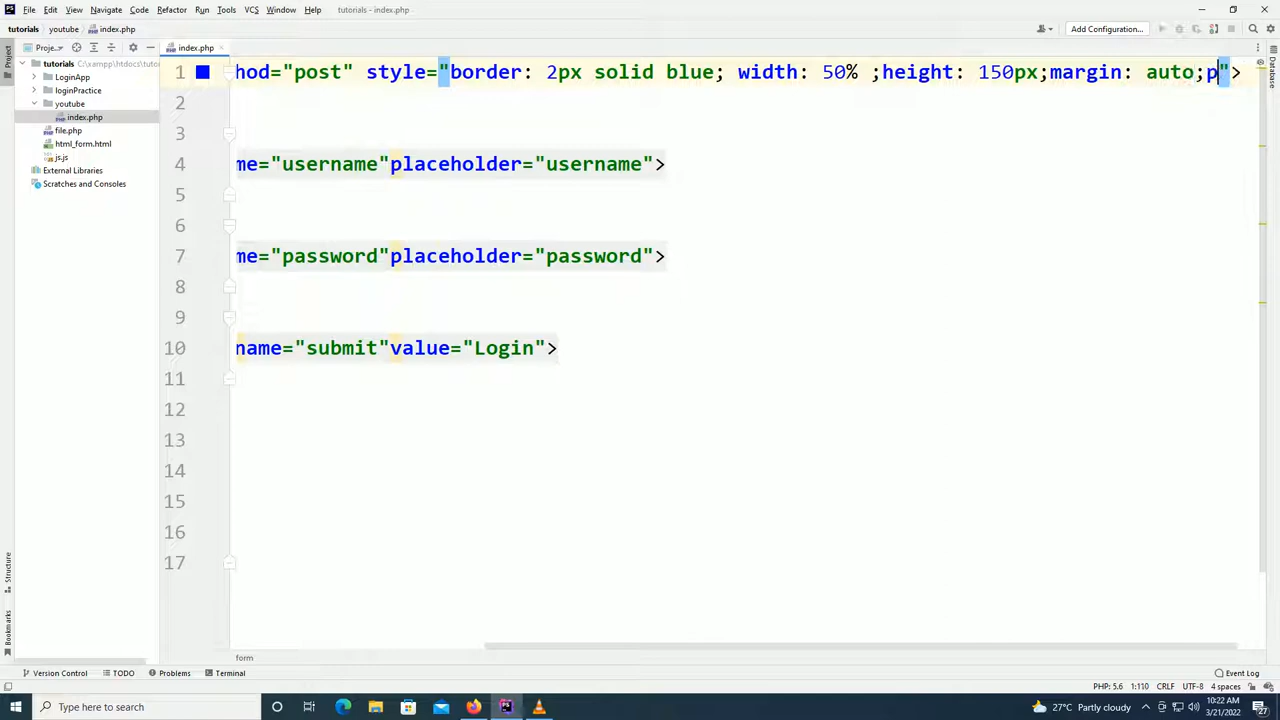 File Edit View Navigate Code Refactor Run Tools VCS Window Help tutorials - index.php
tutorials youtube index.php Add Configuration...
Project Proje... index.php
tutorials C:\xampp\htdocs\tuto
LoginApp
loginPractice
youtube
index.php
file.php
html_form.html
js.js
External Libraries
Scratches and Consoles
1 hod="post" style="border: 2px solid blue; width: 50% ;height: 150px;margin: auto;p">
2
3
4 me="username"placeholder="username">
5
6
7 me="password"placeholder="password">
8
9
10 name="submit"value="Login">
11
12
13
14
15
16
17
Database
Structure
Bookmarks
form
Version Control TODO Problems Terminal Event Log
PHP: 5.6 1:110 CRLF UTF-8 4 spaces
Type here to search 27°C Partly cloudy 10:22 AM
3/21/2022 27